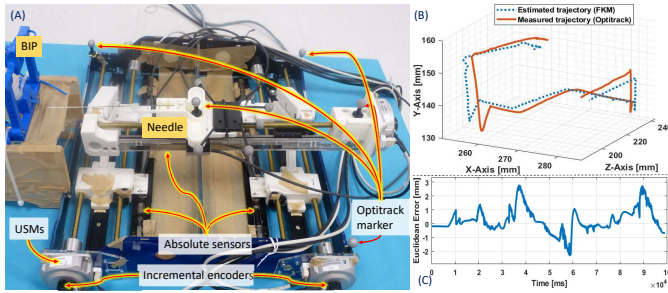 (A)
BIP
Needle
USMs
Absolute sensors
Incremental encoders
Optitrack
marker
(B)
Estimated trajectory (FKM)
Measured trajectory (Optitrack)
Y-Axis [mm]
160
150
140
130
260
270
280
X-Axis [mm]
200
220
240
Z-Axis [mm]
Euclidean Error [mm]
3
2
1
0
-1
-2
0 1 2 3 4 5 6 7 8 9 10
Time [ms]
×10⁴
(C)